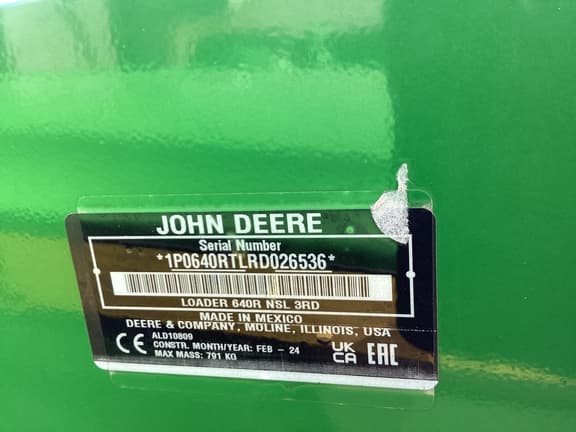 JOHN DEERE
Serial Number
*1P0640RTLRD026536*
LOADER 640R NSL 3RD
MADE IN MEXICO
DEERE & COMPANY, MOLINE, ILLINOIS, USA
ALD10809
CONSTR. MONTH/YEAR: FEB - 24
MAX MASS: 791 KG
CE
UK
CA
EAC